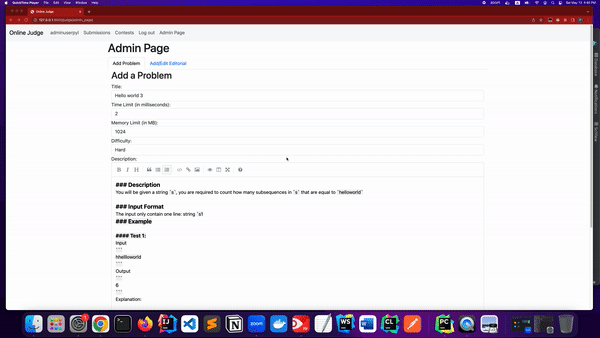 QuickTime Player File Edit View Window Help
Online Judge
127.0.0.1
Online Judge adminuserpyl Submissions Contests Log out Admin Page
Admin Page
Add Problem Add/Edit Editorial
Add a Problem
Title:
Hello world 3
Time Limit (in milliseconds):
2
Memory Limit (in MB):
1024
Difficulty:
Hard
Description:
### Description
You will be given a string `s`, you are required to count how many subsequences in `s` that are equal to `helloworld`
### Input Format
The input only contain one line: string `s1
### Example
#### Test 1:
Input
```
hhelloworld
```
Output
```
6
```
Explanation:
Database
Notifications
SciView